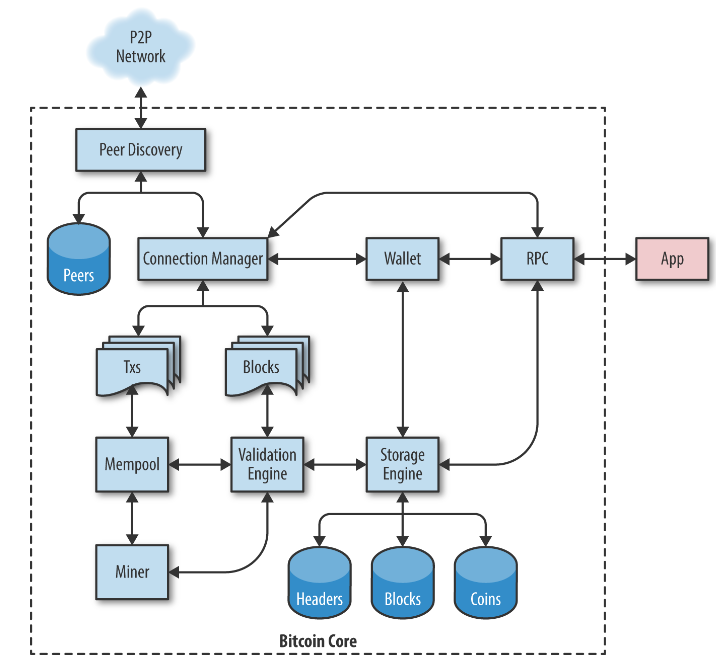 P2P
Network
Peer Discovery
Peers
Connection Manager
Wallet
RPC
App
Txs
Blocks
Mempool
Validation
Engine
Storage
Engine
Miner
Headers
Blocks
Coins
Bitcoin Core